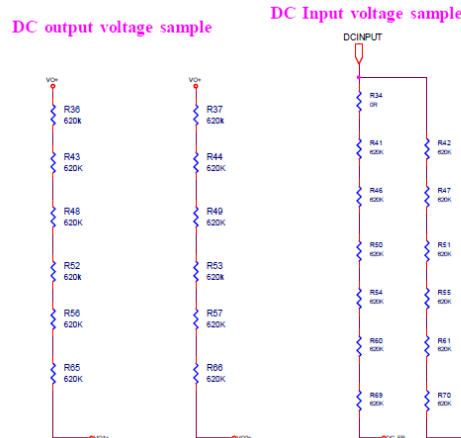 DC output voltage sample
DC Input voltage sample
DCINPUT
VO+
VO+
R36
620k
R37
620k
R34
0R
R43
620K
R44
620K
R41
620K
R42
620K
R48
620K
R49
620K
R46
620K
R47
620K
R52
620k
R53
620k
R50
620K
R51
620K
R56
620K
R57
620K
R54
620K
R55
620K
R65
620K
R66
620K
R60
620K
R61
620K
R69
620K
R70
620K